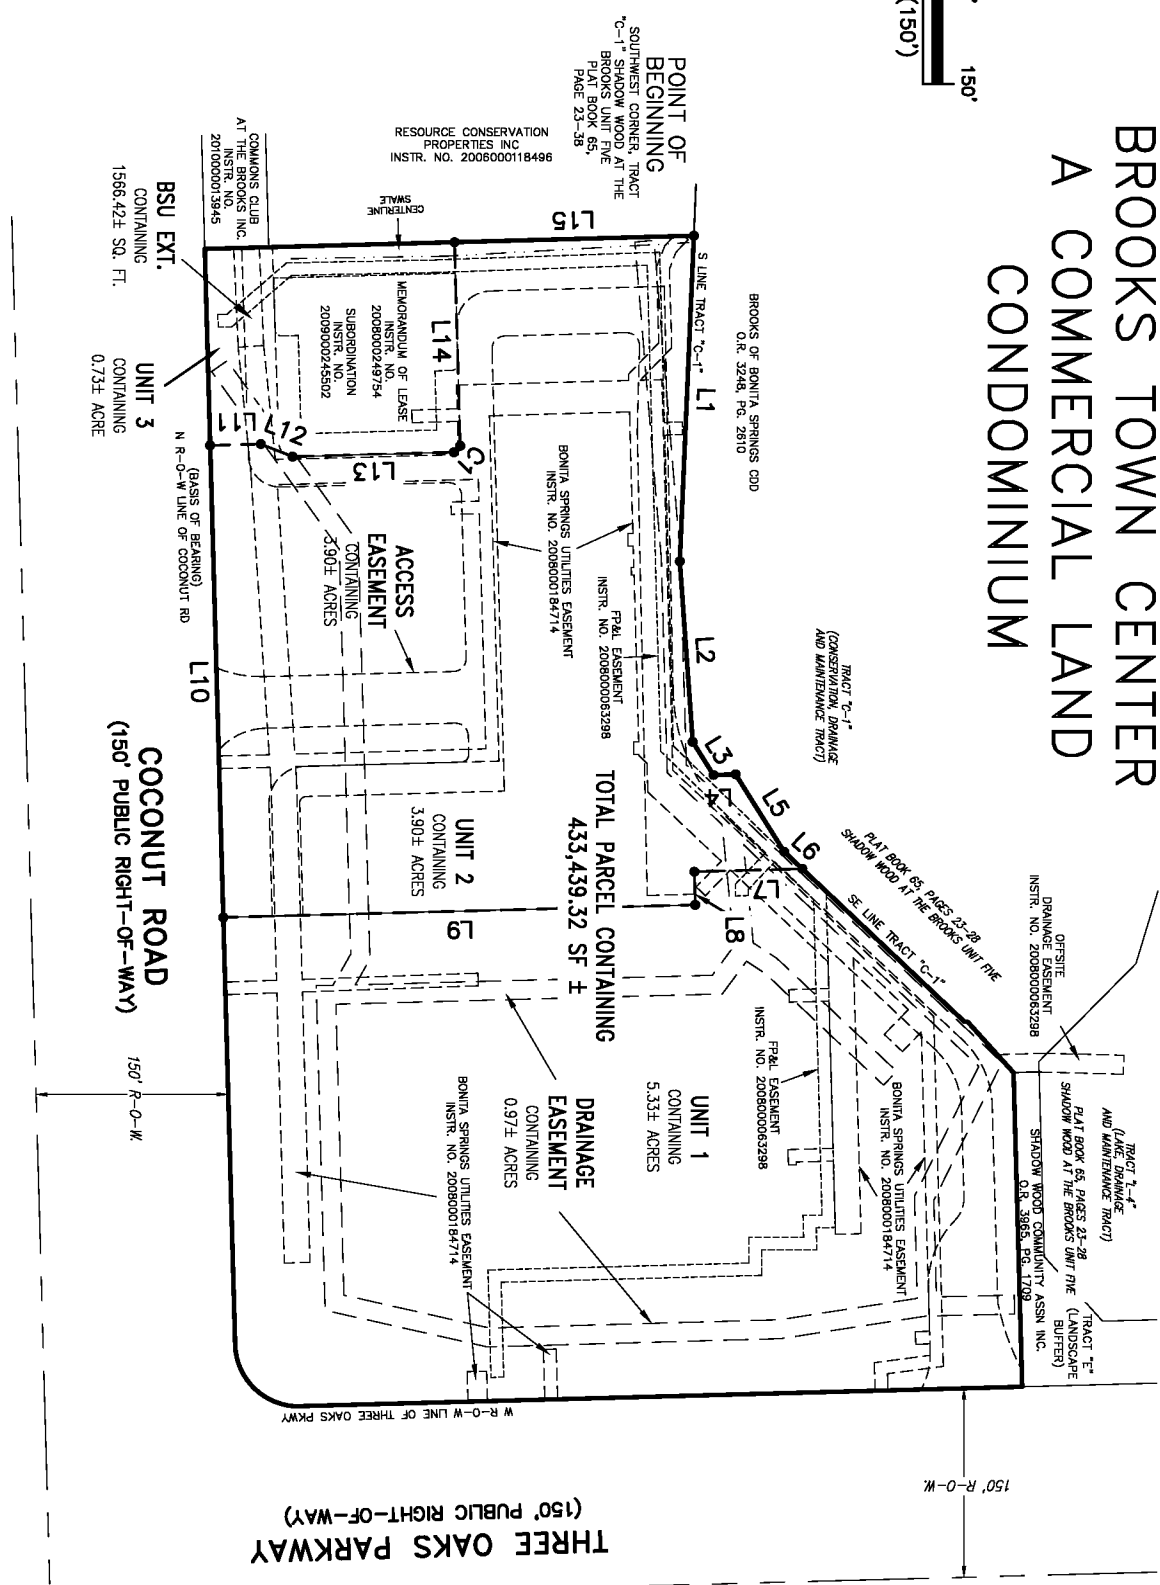 BROOKS TOWN CENTER
A COMMERCIAL LAND
CONDOMINIUM
150'
(150')
POINT OF
BEGINNING
SOUTHWEST CORNER, TRACT
"C-1" SHADOW WOOD AT THE
BROOKS UNIT FIVE
PLAT BOOK 65,
PAGE 23-38
RESOURCE CONSERVATION
PROPERTIES INC
INSTR. NO. 2006000118496
COMMONS CLUB
AT THE BROOKS INC.
INSTR. NO.
2010000013945
BSU EXT.
CONTAINING
1566.42± SQ. FT.
UNIT 3
CONTAINING
0.73± ACRE
CENTERLINE
SWALE
L15
S LINE TRACT "C-1"
L1
BROOKS OF BONITA SPRINGS CDD
O.R. 3248, PG. 2610
L14
MEMORANDUM OF LEASE
INSTR. NO.
2008000249754
SUBORDINATION
INSTR. NO.
2009000245502
L11
L12
L13
C1
N R-O-W LINE OF COCONUT RD
(BASIS OF BEARING)
BONITA SPRINGS UTILITIES EASEMENT
INSTR. NO. 2008000184714
FP&L EASEMENT
INSTR. NO. 2008000063298
ACCESS
EASEMENT
CONTAINING
3.90± ACRES
L2
L10
TRACT "C-1"
(CONSERVATION, DRAINAGE
AND MAINTENANCE TRACT)
L3
L4
L5
L6
L7
L8
L9
PLAT BOOK 65, PAGES 23-28
SHADOW WOOD AT THE BROOKS UNIT FIVE
SE LINE TRACT "C-1"
TOTAL PARCEL CONTAINING
433,439.32 SF ±
UNIT 2
CONTAINING
3.90± ACRES
COCONUT ROAD
(150' PUBLIC RIGHT-OF-WAY)
150' R-O-W.
OFFSITE
DRAINAGE EASEMENT
INSTR. NO. 2008000063298
FP&L EASEMENT
INSTR. NO. 2008000063298
UNIT 1
CONTAINING
5.33± ACRES
DRAINAGE
EASEMENT
CONTAINING
0.97± ACRES
BONITA SPRINGS UTILITIES EASEMENT
INSTR. NO. 2008000184714
BONITA SPRINGS UTILITIES EASEMENT
INSTR. NO. 2008000184714
TRACT "L-4"
(LAKE, DRAINAGE
AND MAINTENANCE TRACT)
PLAT BOOK 65, PAGES 23-28
SHADOW WOOD AT THE BROOKS UNIT FIVE
SHADOW WOOD COMMUNITY ASSN INC.
O.R. 3965, PG. 1709
TRACT "E"
(LANDSCAPE
BUFFER)
W R-O-W LINE OF THREE OAKS PKWY
150' R-O-W.
THREE OAKS PARKWAY
(150' PUBLIC RIGHT-OF-WAY)